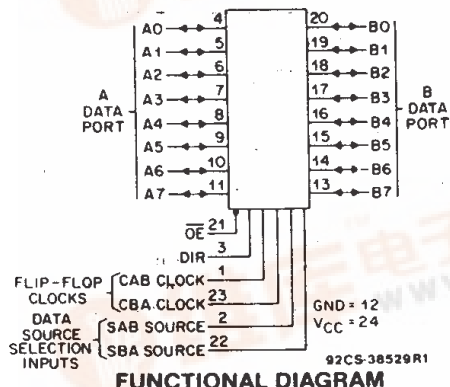 A0 4 20 B0
A1 5 19 B1
A2 6 18 B2
A3 7 17 B3
A4 8 16 B4
A5 9 15 B5
A6 10 14 B6
A7 11 13 B7
A
DATA
PORT
B
DATA
PORT
OE 21
DIR 3
FLIP-FLOP
CLOCKS
CAB CLOCK 1
CBA CLOCK 23
DATA
SOURCE
SELECTION
INPUTS
SAB SOURCE 2
SBA SOURCE 22
GND = 12
VCC = 24
92CS-38529R1
FUNCTIONAL DIAGRAM